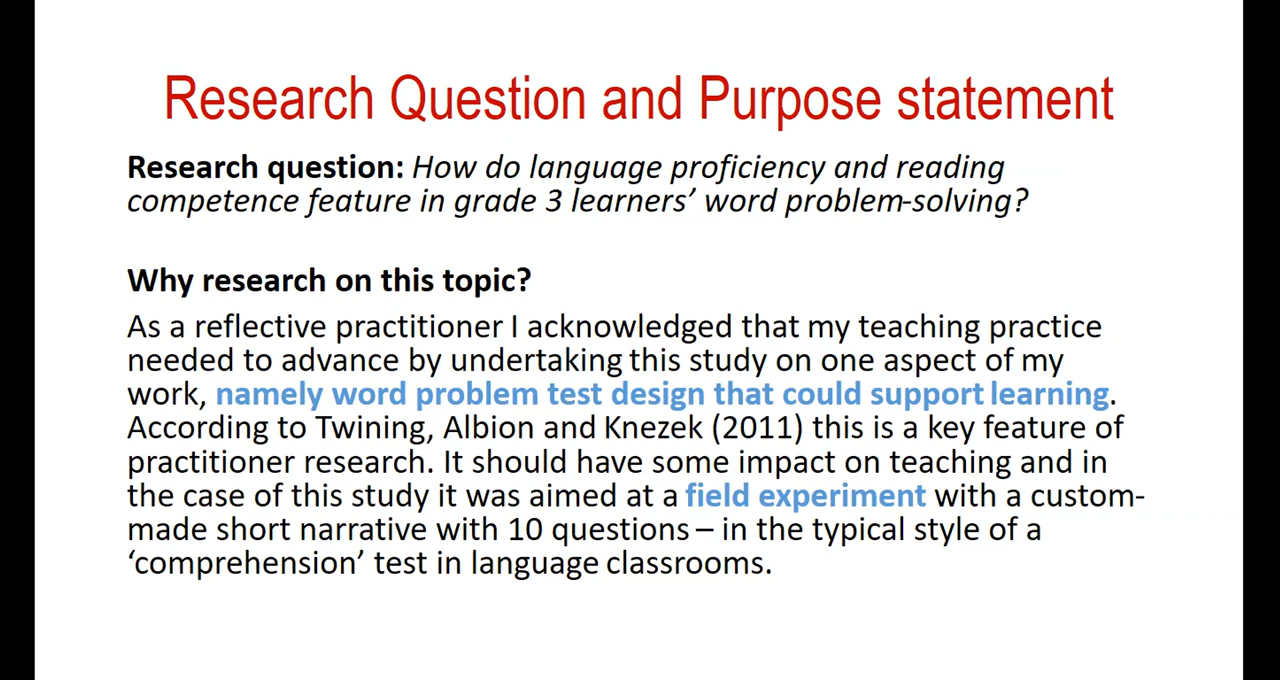 Research Question and Purpose statement
Research question: How do language proficiency and reading
competence feature in grade 3 learners’ word problem-solving?
Why research on this topic?
As a reflective practitioner I acknowledged that my teaching practice
needed to advance by undertaking this study on one aspect of my
work, namely word problem test design that could support learning.
According to Twining, Albion and Knezek (2011) this is a key feature of
practitioner research. It should have some impact on teaching and in
the case of this study it was aimed at a field experiment with a custom-
made short narrative with 10 questions – in the typical style of a
‘comprehension’ test in language classrooms.